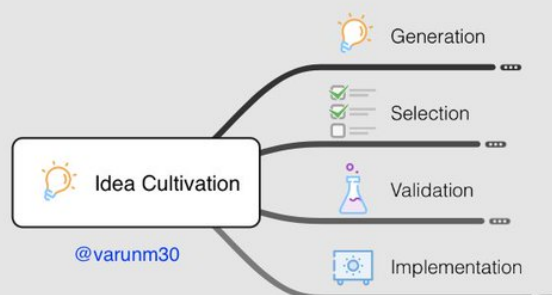 Generation
Selection
Idea Cultivation
Validation
@varunm30
Implementation